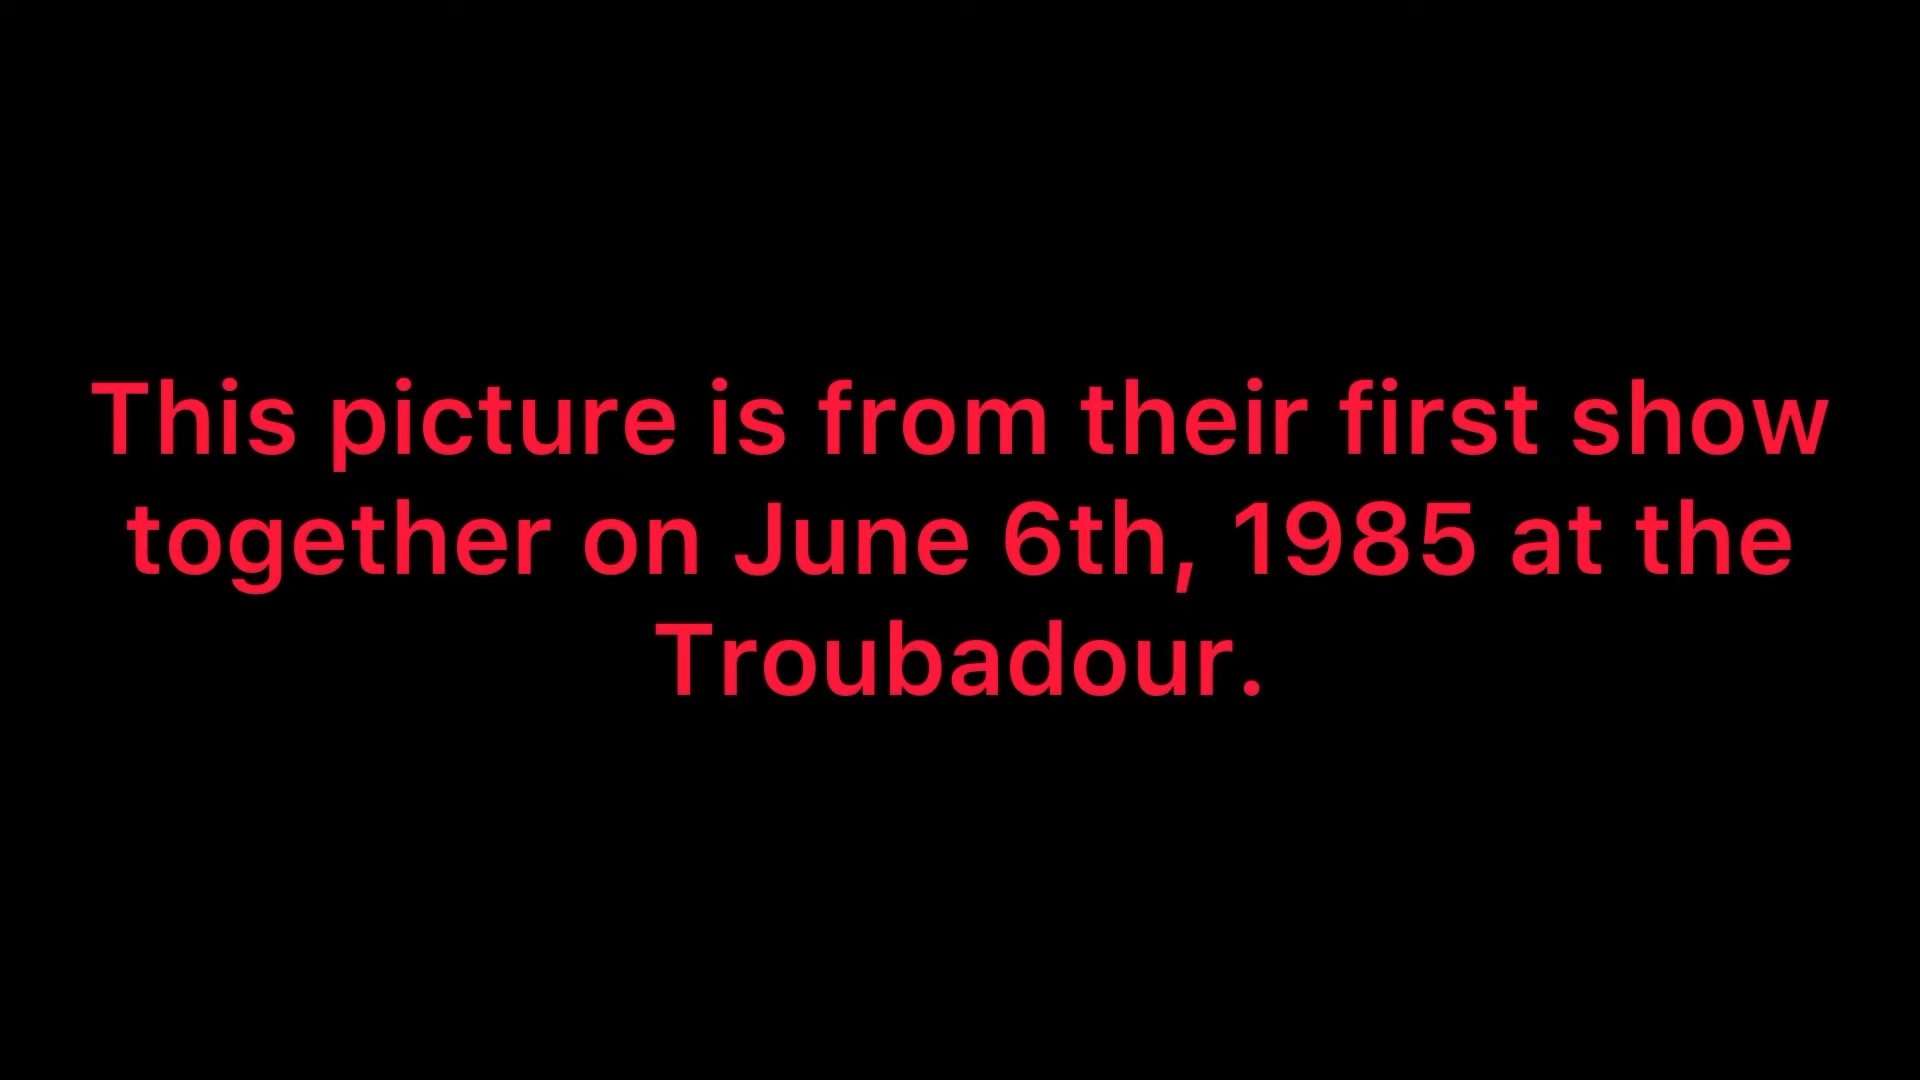 This picture is from their first show
together on June 6th, 1985 at the
Troubadour.